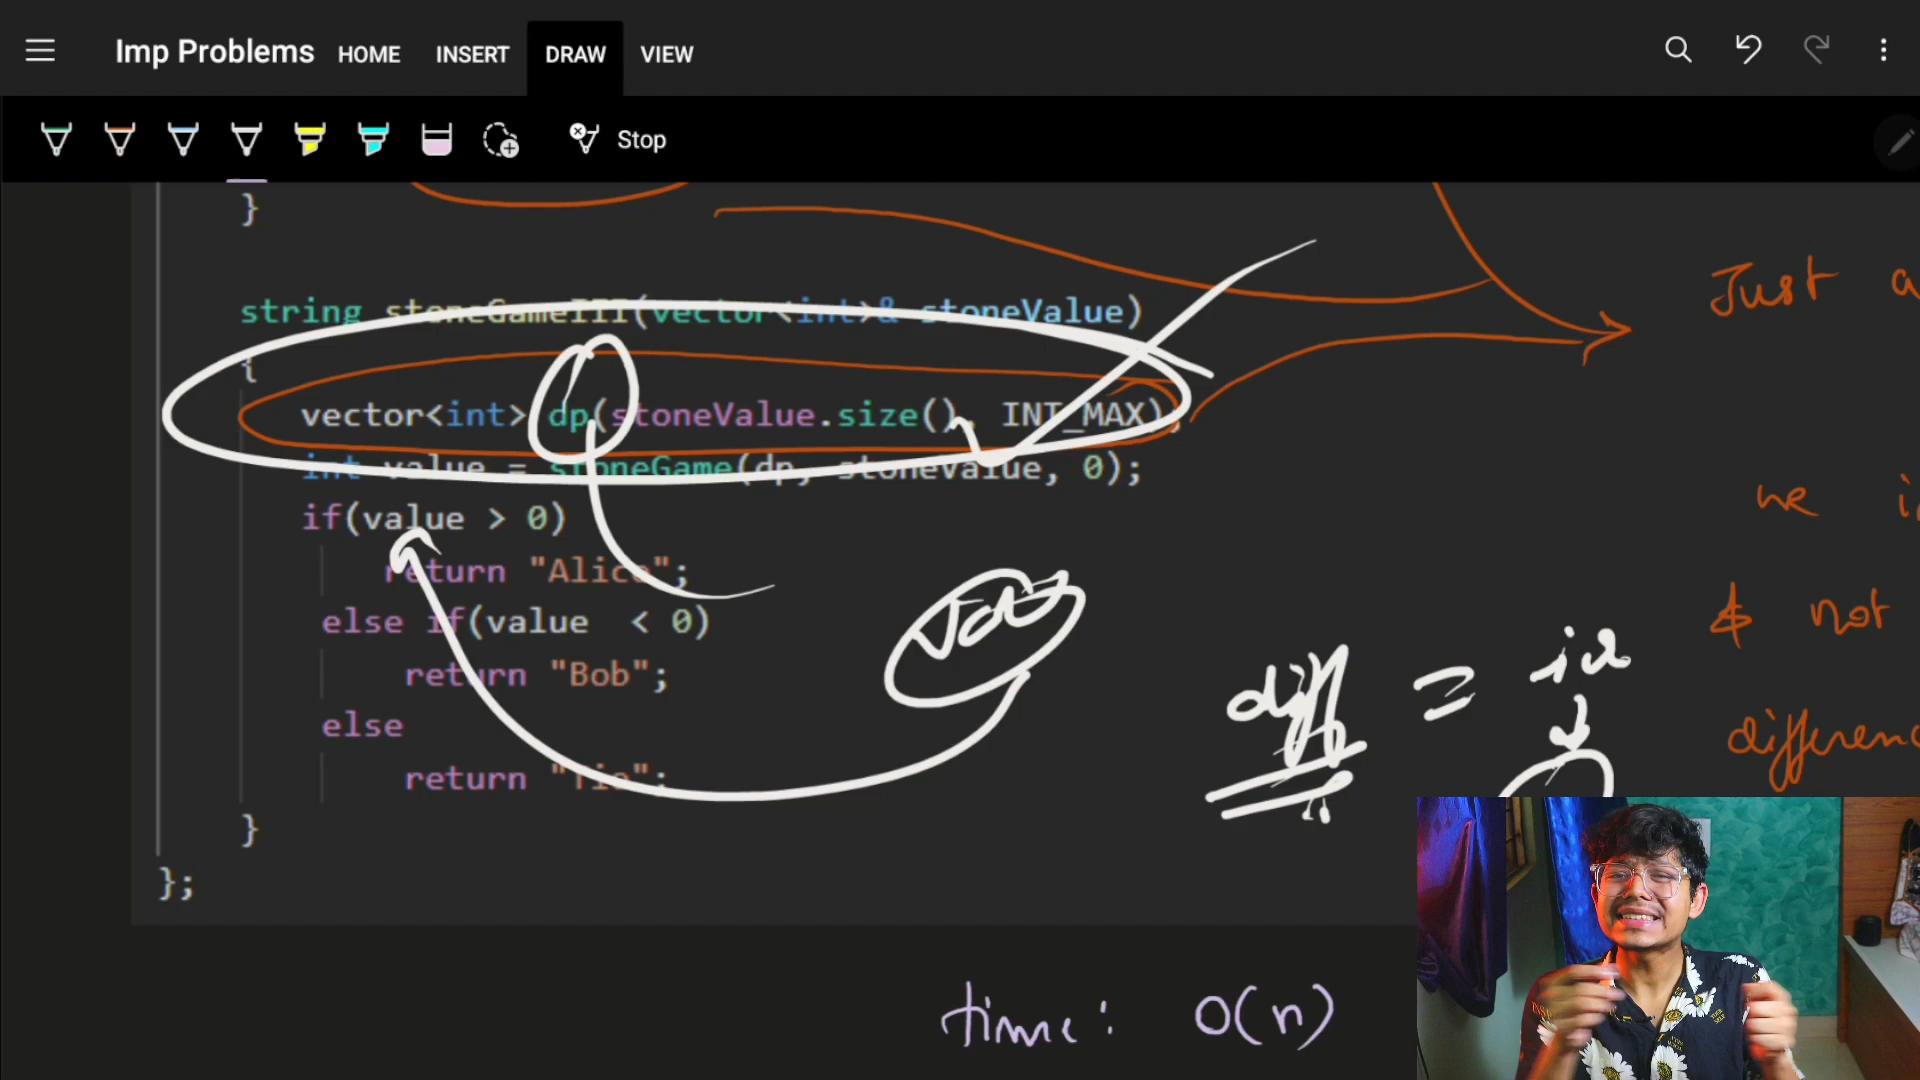 Imp Problems HOME INSERT DRAW VIEW
Stop
}
Just a
string stoneGameIII(vector<int>& stoneValue)
{
vector<int> dp(stoneValue.size(), INT_MAX);
int value = stoneGame(dp, stoneValue, 0);
we i
if(value > 0)
return "Alice";
else if(value < 0)
& not
return "Bob";
diff =
else
differenc
return "Tie";
}
};
time: O(n)